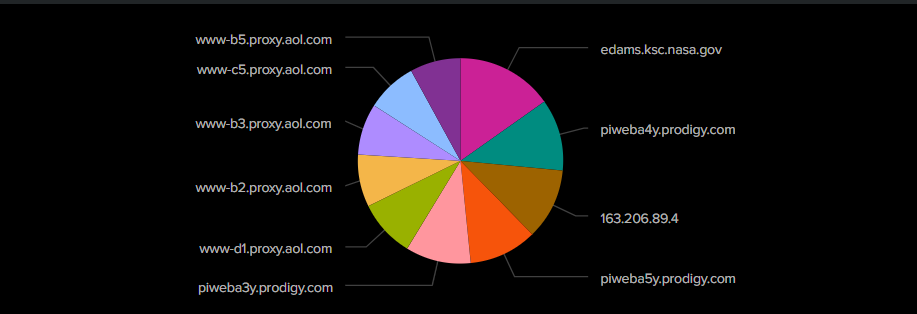 www-b5.proxy.aol.com
edams.ksc.nasa.gov
www-c5.proxy.aol.com
www-b3.proxy.aol.com
piweba4y.prodigy.com
www-b2.proxy.aol.com
163.206.89.4
www-d1.proxy.aol.com
piweba5y.prodigy.com
piweba3y.prodigy.com